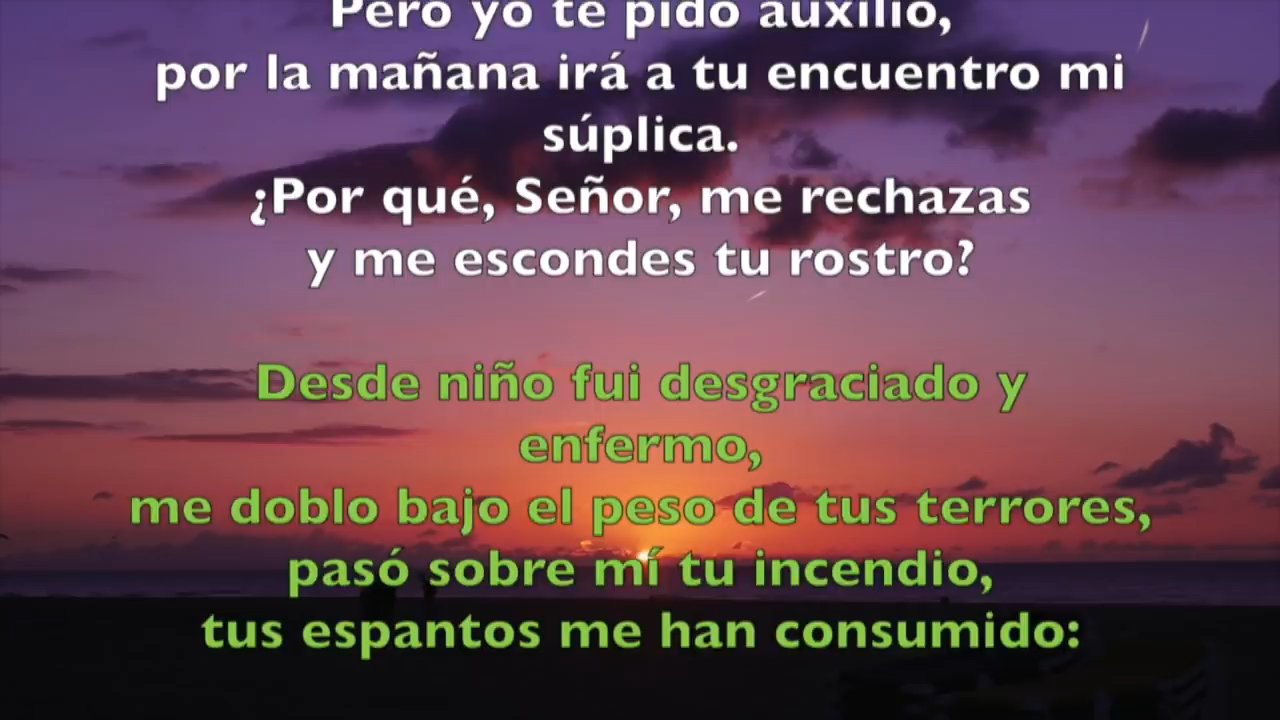 Pero yo te pido auxilio,
por la mañana irá a tu encuentro mi
súplica.
¿Por qué, Señor, me rechazas
y me escondes tu rostro?
Desde niño fui desgraciado y
enfermo,
me doblo bajo el peso de tus terrores,
pasó sobre mí tu incendio,
tus espantos me han consumido: